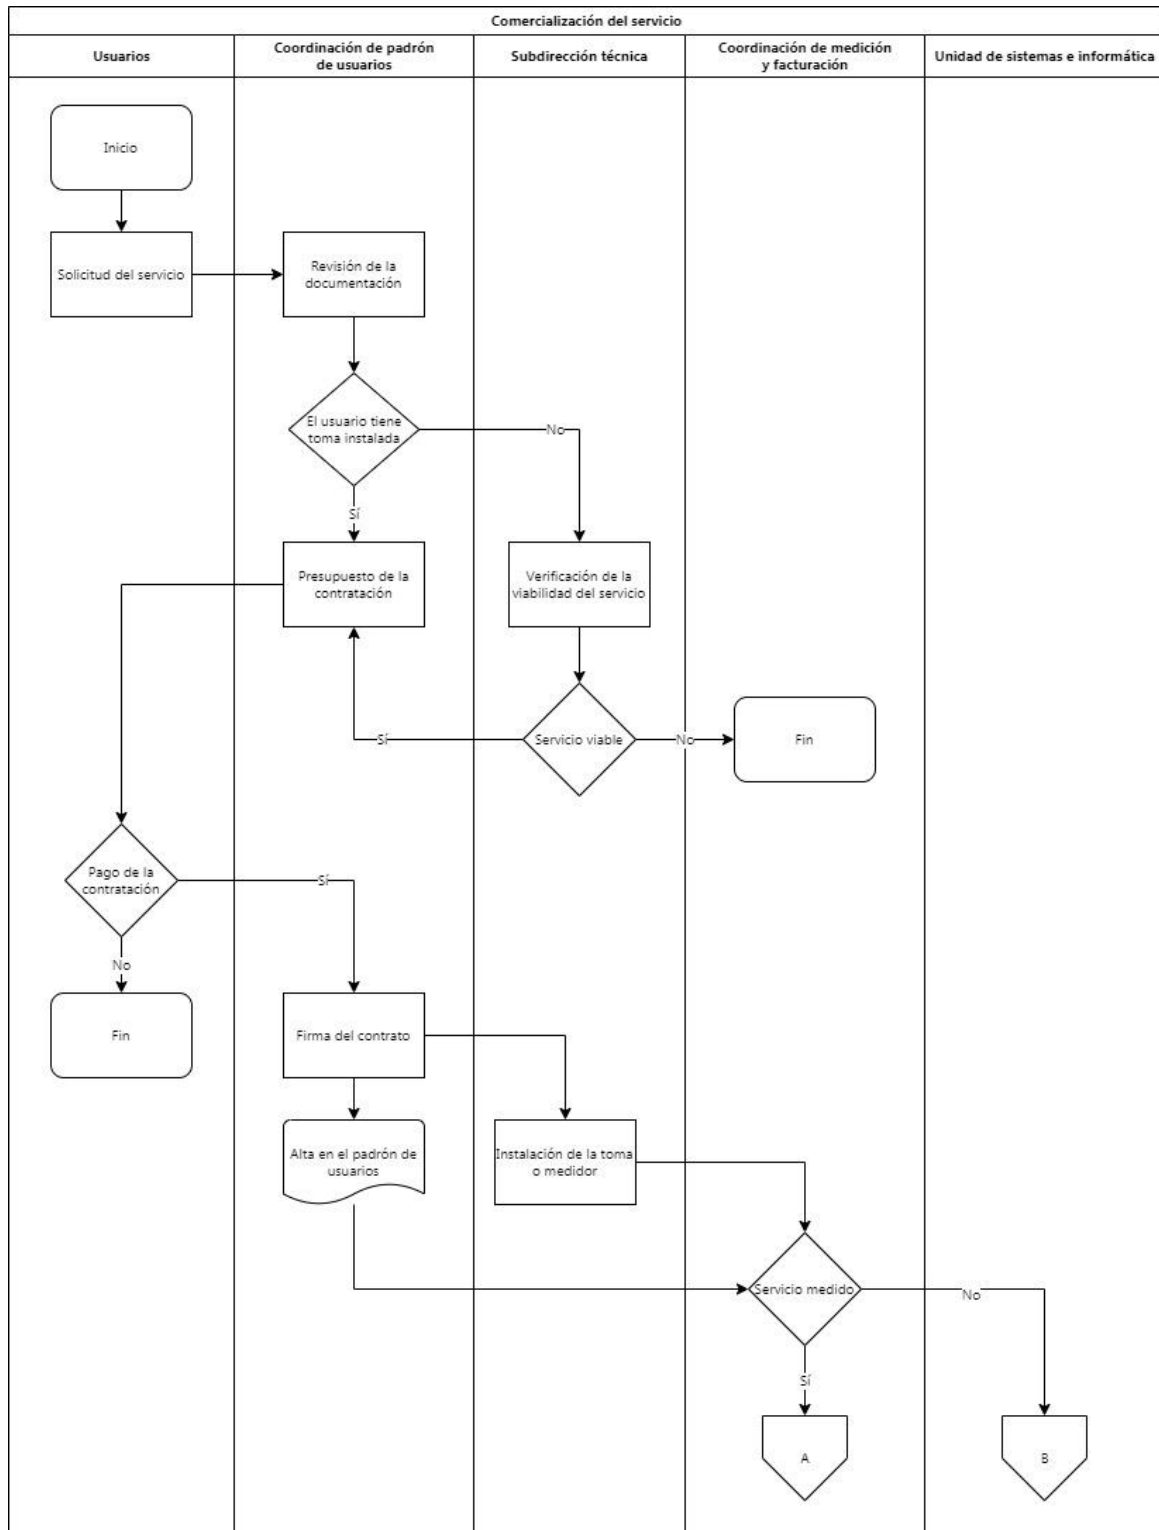 Comercialización del servicio
Usuarios
Coordinación de padrón
de usuarios
Subdirección técnica
Coordinación de medición
y facturación
Unidad de sistemas e informática
Inicio
Solicitud del servicio
Revisión de la
documentación
El usuario tiene
toma instalada
No
Sí
Presupuesto de la
contratación
Verificación de la
viabilidad del servicio
Sí
Servicio viable
No
Fin
Pago de la
contratación
Sí
No
Fin
Firma del contrato
Alta en el padrón de
usuarios
Instalación de la toma
o medidor
Servicio medido
No
Sí
A
B